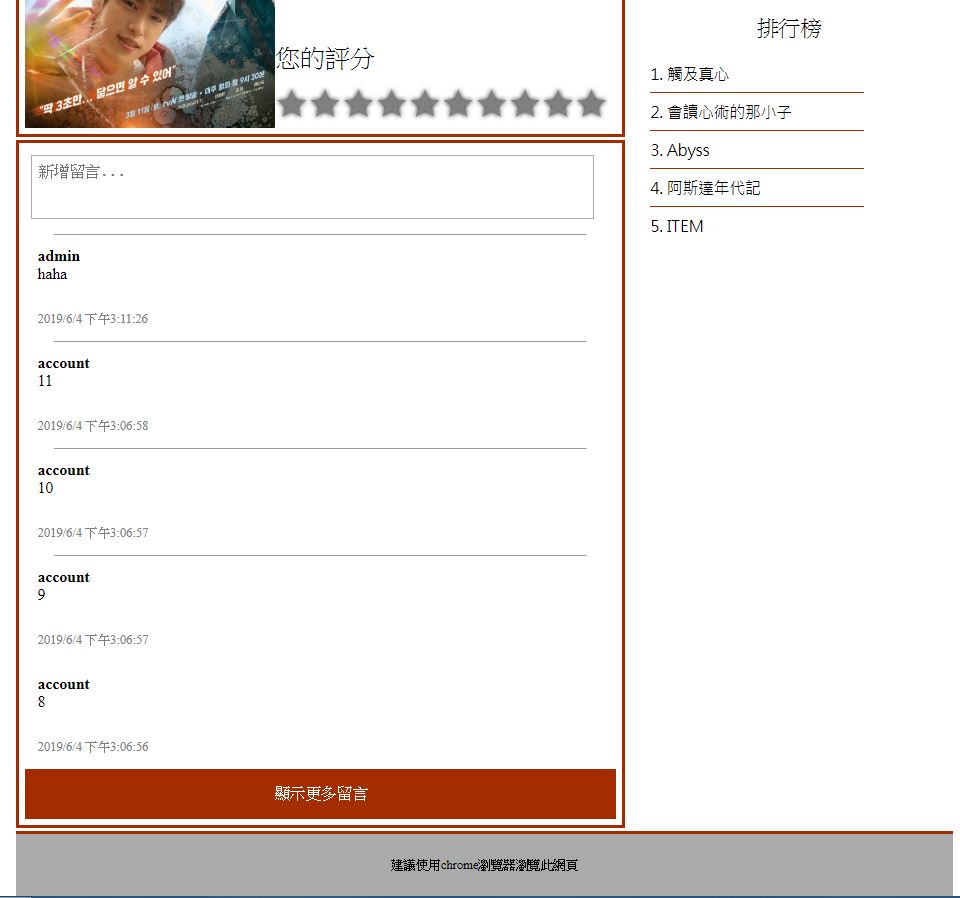 "딱 3초만... 닿으면 알 수 있어"
3월 11일 월 tvN 첫방송 · 매주 월화 밤 9시 30분
您的評分
新增留言...
admin
haha
2019/6/4 下午3:11:26
account
11
2019/6/4 下午3:06:58
account
10
2019/6/4 下午3:06:57
account
9
2019/6/4 下午3:06:57
account
8
2019/6/4 下午3:06:56
顯示更多留言
排行榜
1. 觸及真心
2. 會讀心術的那小子
3. Abyss
4. 阿斯達年代記
5. ITEM
建議使用chrome瀏覽器瀏覽此網頁